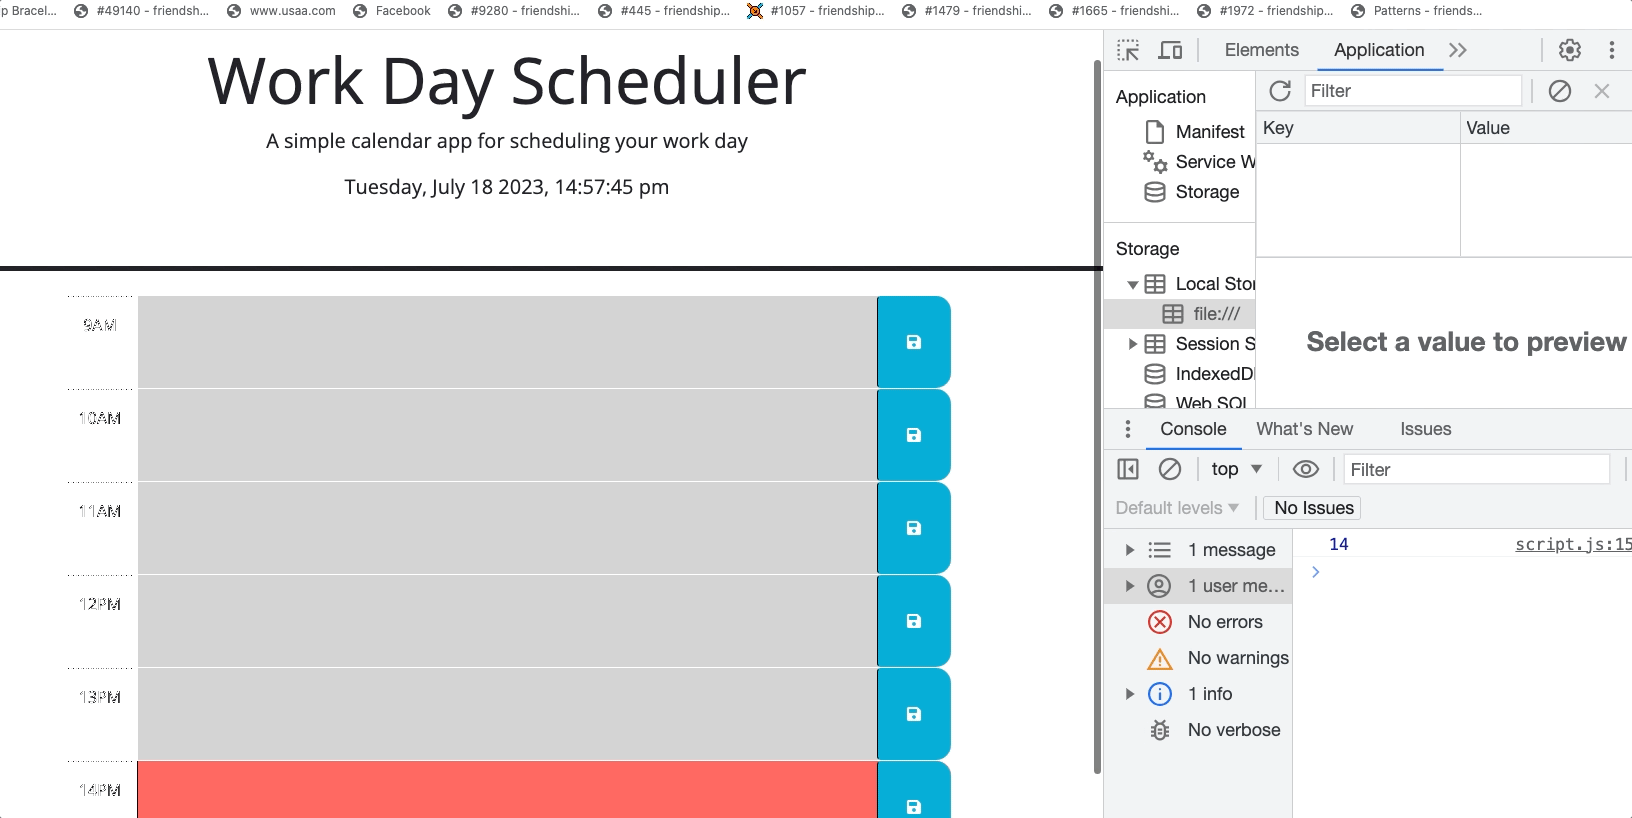 p Bracel... #49140 - friendsh... www.usaa.com Facebook #9280 - friendshi... #445 - friendship... #1057 - friendship... #1479 - friendshi... #1665 - friendshi... #1972 - friendship... Patterns - friends...
Work Day Scheduler
A simple calendar app for scheduling your work day
Tuesday, July 18 2023, 14:57:45 pm
9AM
10AM
11AM
12PM
13PM
14PM
Elements Application
Application
Manifest
Service W
Storage
Storage
Local Stor
file:///
Session S
IndexedDB
Web SQL
Filter
Key Value
Select a value to preview
Console What's New Issues
top Filter
Default levels No Issues
1 message
1 user me...
No errors
No warnings
1 info
No verbose
14 script.js:15